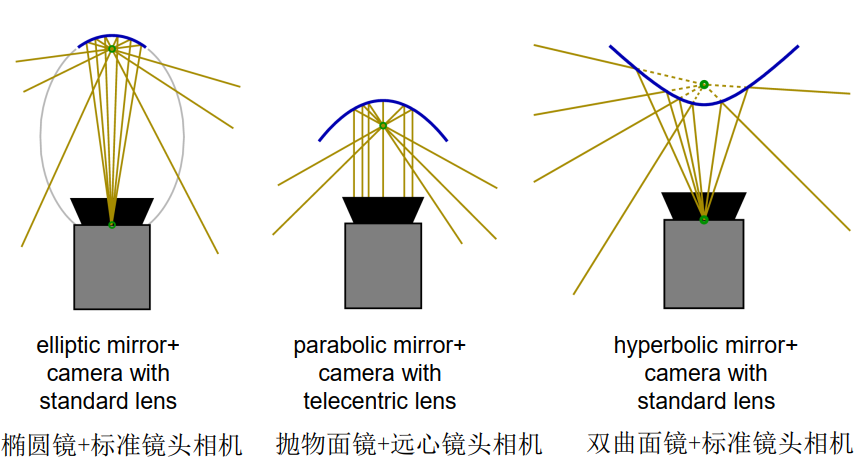 elliptic mirror+
camera with
standard lens
椭圆镜+标准镜头相机
parabolic mirror+
camera with
telecentric lens
抛物面镜+远心镜头相机
hyperbolic mirror+
camera with
standard lens
双曲面镜+标准镜头相机